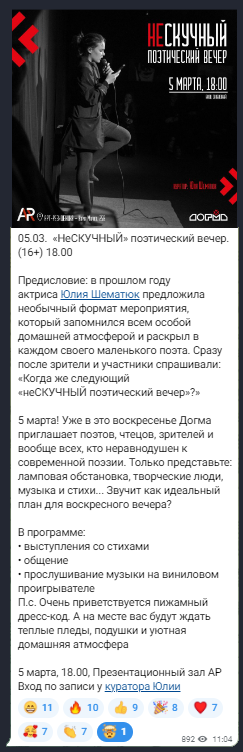 НЕСКУЧНЫЙ
ПОЭТИЧЕСКИЙ ВЕЧЕР
5 МАРТА, 18:00
AR
ДОГМА
05.03. «НеСКУЧНЫЙ» поэтический вечер.
(16+) 18.00
Предисловие: в прошлом году
актриса Юлия Шематюк предложила
необычный формат мероприятия,
который запомнился всем особой
домашней атмосферой и раскрыл в
каждом своего маленького поэта. Сразу
после зрители и участники спрашивали:
«Когда же следующий
«неСКУЧНЫЙ поэтический вечер»?»
5 марта! Уже в это воскресенье Догма
приглашает поэтов, чтецов, зрителей и
вообще всех, кто неравнодушен к
современной поэзии. Только представьте:
ламповая обстановка, творческие люди,
музыка и стихи... Звучит как идеальный
план для воскресного вечера?
В программе:
• выступления со стихами
• общение
• прослушивание музыки на виниловом
проигрывателе
П.с. Очень приветствуется пижамный
дресс-код. А на месте вас будут ждать
теплые пледы, подушки и уютная
домашняя атмосфера
5 марта, 18.00, Презентационный зал АР
Вход по записи у куратора Юлии
11 10 9 8 7
7 7 1
892 11:04